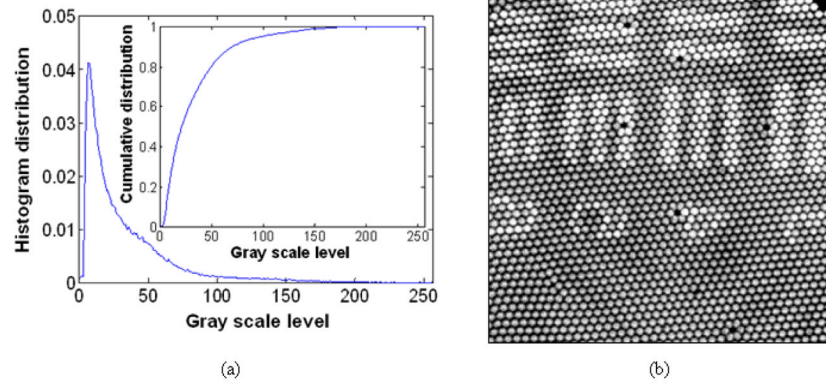 0.05
0.04
0.03
0.02
0.01
0
0 50 100 150 200 250
Histogram distribution
Gray scale level
1
0.8
0.6
0.4
0.2
0
0 50 100 150 200 250
Cumulative distribution
Gray scale level
(a)
(b)